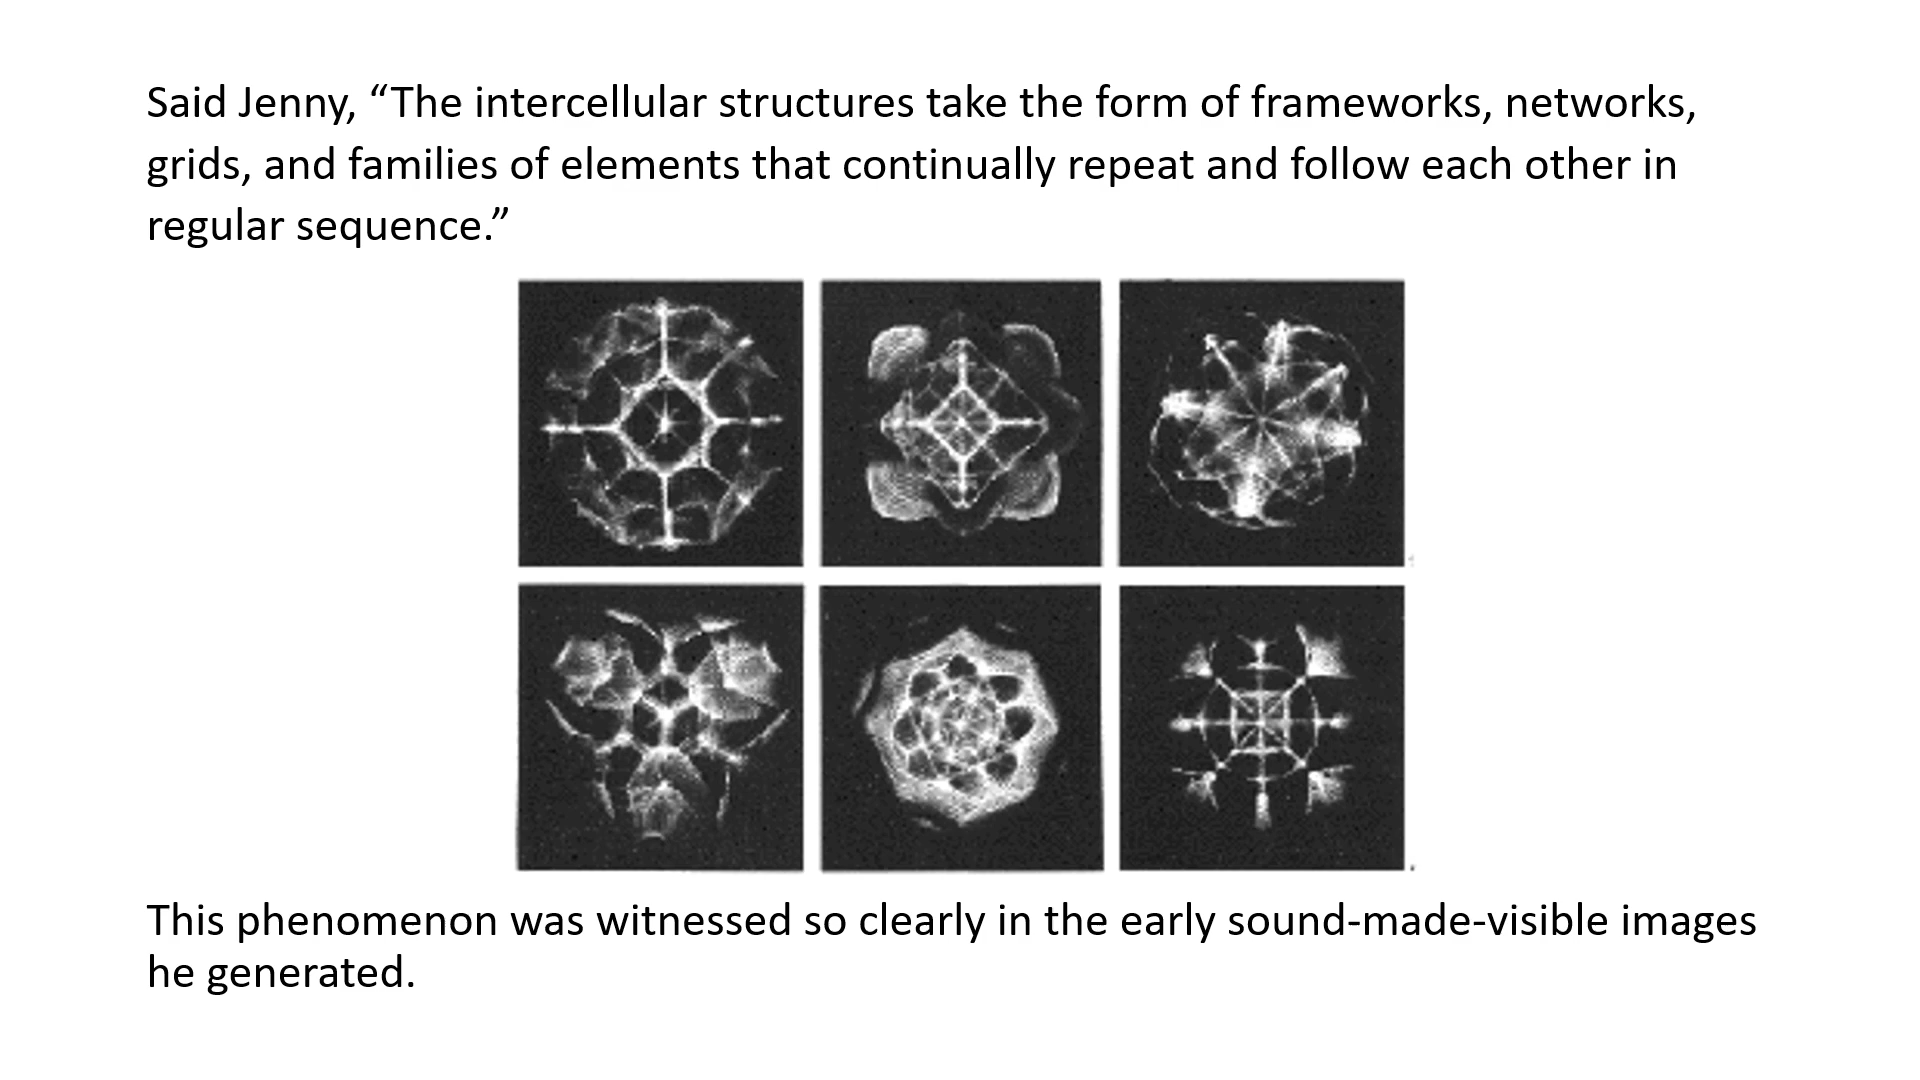 Said Jenny, “The intercellular structures take the form of frameworks, networks,
grids, and families of elements that continually repeat and follow each other in
regular sequence.”
This phenomenon was witnessed so clearly in the early sound-made-visible images
he generated.